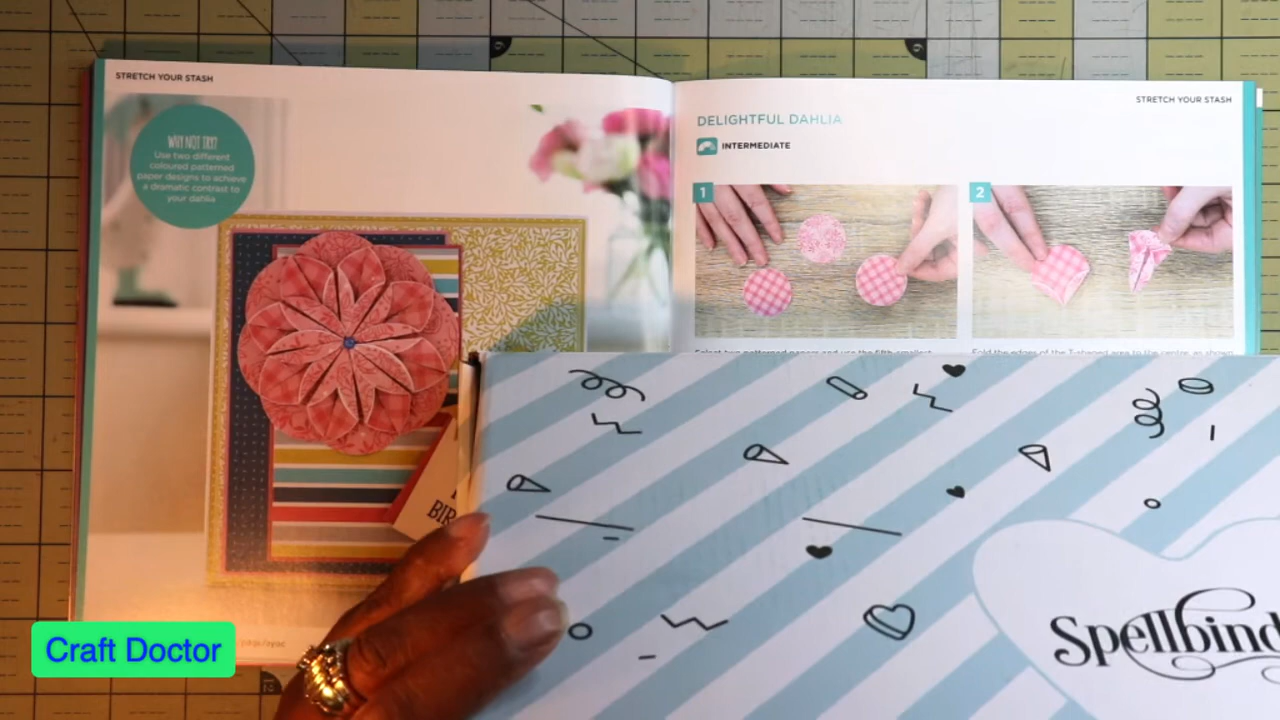 STRETCH YOUR STASH
WHY NOT TRY?
Use two different
coloured patterned
paper designs to achieve
a dramatic contrast to
your dahlia
STRETCH YOUR STASH
DELIGHTFUL DAHLIA
INTERMEDIATE
1
2
BIR
Spellbind
Craft Doctor